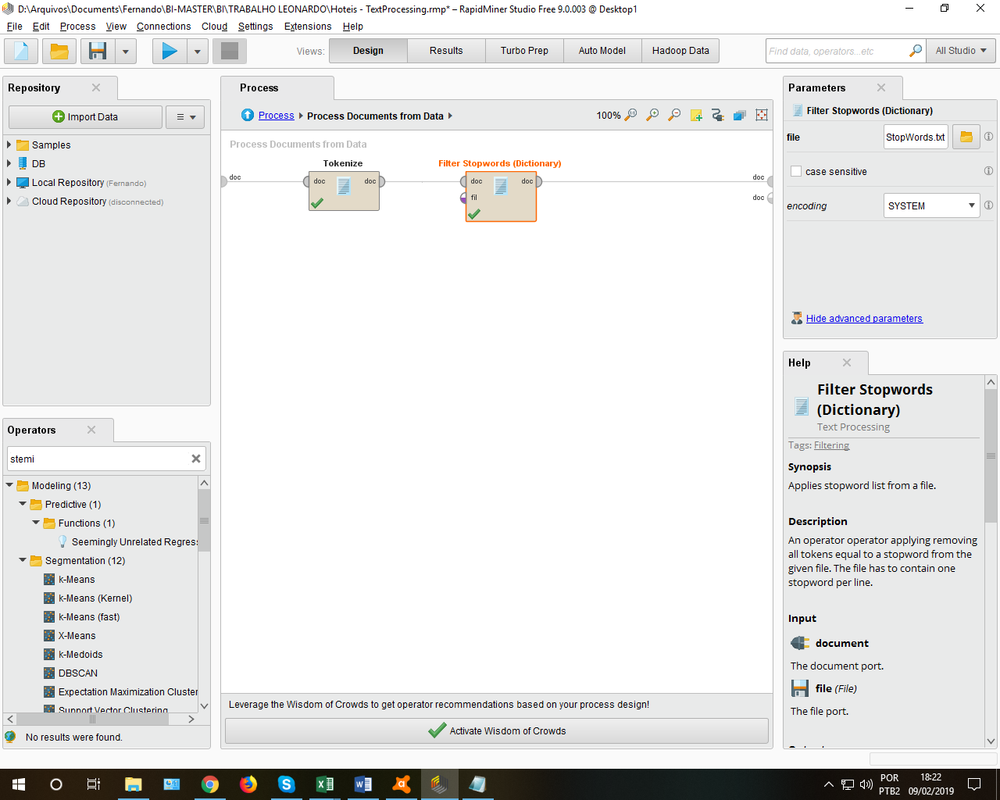 D:\Arquivos\Documents\Fernando\BI-MASTER\BI\TRABALHO LEONARDO\Hoteis - TextProcessing.rmp* – RapidMiner Studio Free 9.0.003 @ Desktop1
File Edit Process View Connections Cloud Settings Extensions Help
Views: Design Results Turbo Prep Auto Model Hadoop Data
Find data, operators...etc
All Studio
Repository
Import Data
Samples
DB
Local Repository (Fernando)
Cloud Repository (disconnected)
Operators
stemi
Modeling (13)
Predictive (1)
Functions (1)
Seemingly Unrelated Regres
Segmentation (12)
k-Means
k-Means (Kernel)
k-Means (fast)
X-Means
k-Medoids
DBSCAN
Expectation Maximization Cluster
Support Vector Clustering
No results were found.
Process
Process Process Documents from Data
100%
Process Documents from Data
Tokenize
Filter Stopwords (Dictionary)
doc
doc doc
doc doc
fil
doc
doc
Leverage the Wisdom of Crowds to get operator recommendations based on your process design!
Activate Wisdom of Crowds
Parameters
Filter Stopwords (Dictionary)
file StopWords.txt
case sensitive
encoding SYSTEM
Hide advanced parameters
Help
Filter Stopwords
(Dictionary)
Text Processing
Tags: Filtering
Synopsis
Applies stopword list from a file.
Description
An operator operator applying removing
all tokens equal to a stopword from the
given file. The file has to contain one
stopword per line.
Input
document
The document port.
file (File)
The file port.
POR
PTB2
18:22
09/02/2019